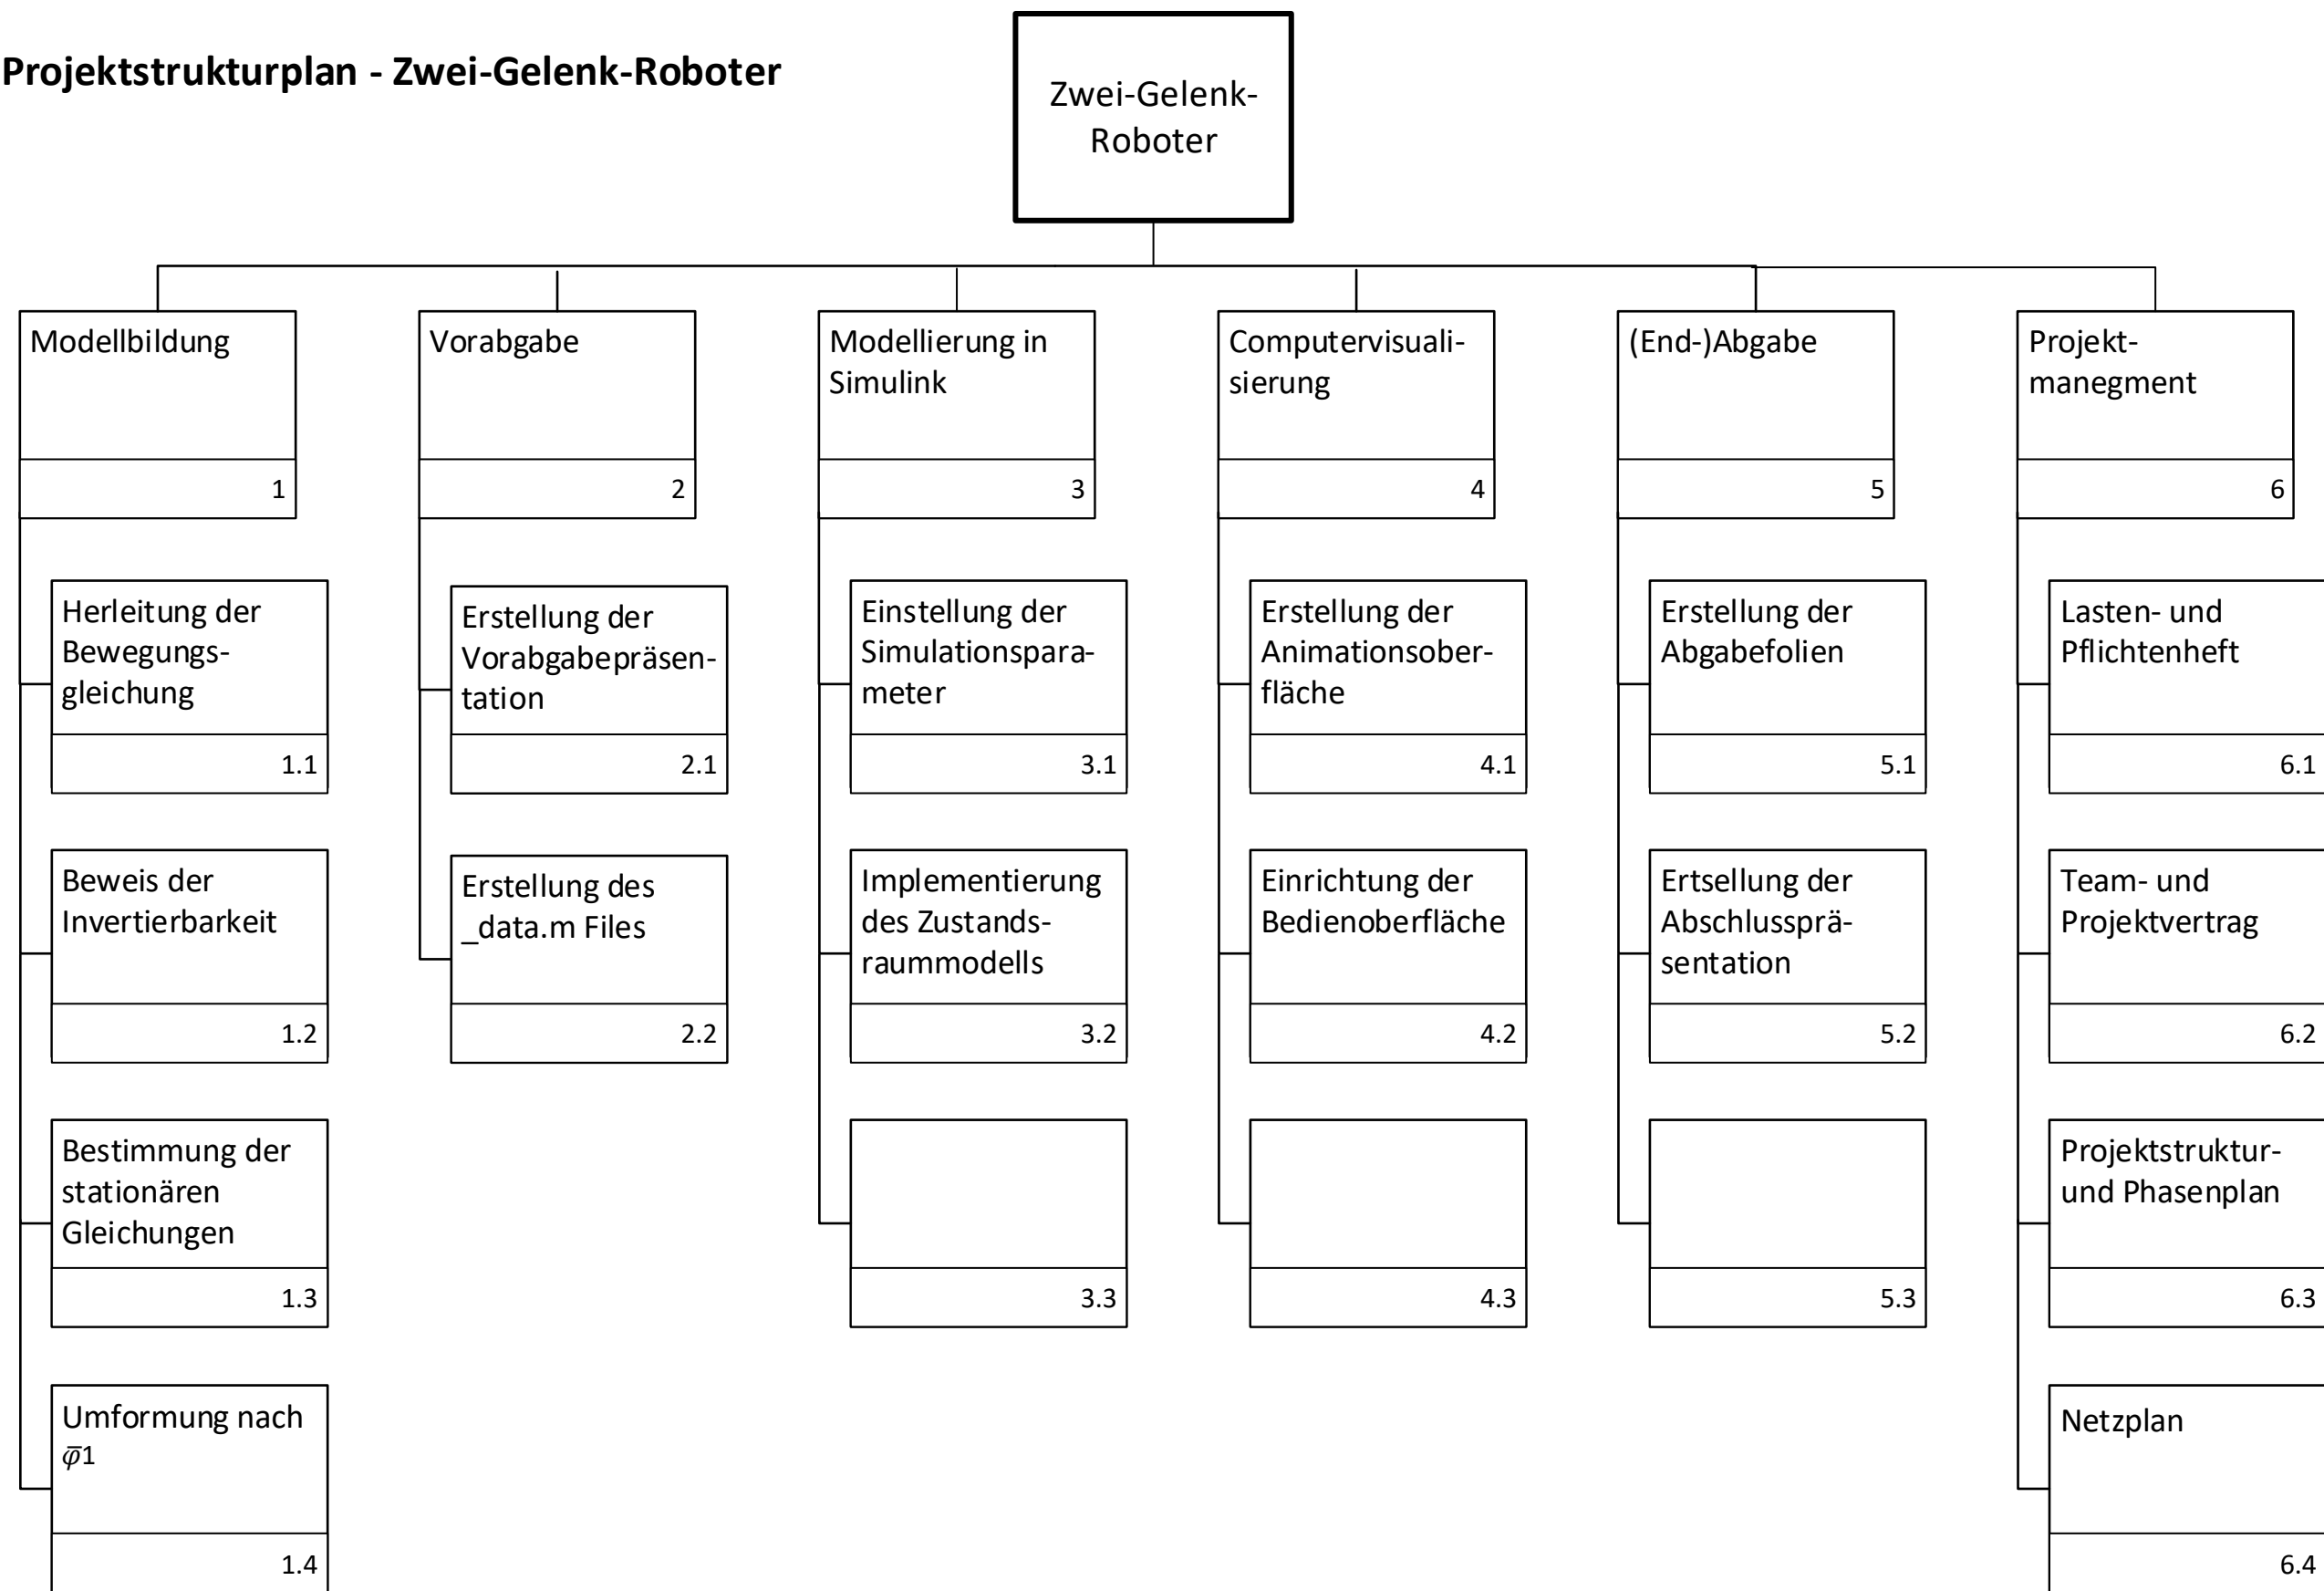 Projektstrukturplan - Zwei-Gelenk-Roboter
Zwei-Gelenk-
Roboter
Modellbildung
1
Vorabgabe
2
Modellierung in
Simulink
3
Computervisuali-
sierung
4
(End-)Abgabe
5
Projekt-
manegment
6
Herleitung der
Bewegungs-
gleichung
1.1
Erstellung der
Vorabgabepräsen-
tation
2.1
Einstellung der
Simulationspara-
meter
3.1
Erstellung der
Animationsober-
fläche
4.1
Erstellung der
Abgabefolien
5.1
Lasten- und
Pflichtenheft
6.1
Beweis der
Invertierbarkeit
1.2
Erstellung des
_data.m Files
2.2
Implementierung
des Zustands-
raummodells
3.2
Einrichtung der
Bedienoberfläche
4.2
Ertsellung der
Abschlussprä-
sentation
5.2
Team- und
Projektvertrag
6.2
Bestimmung der
stationären
Gleichungen
1.3
3.3
4.3
5.3
Projektstruktur-
und Phasenplan
6.3
Umformung nach
φ̅1
1.4
Netzplan
6.4